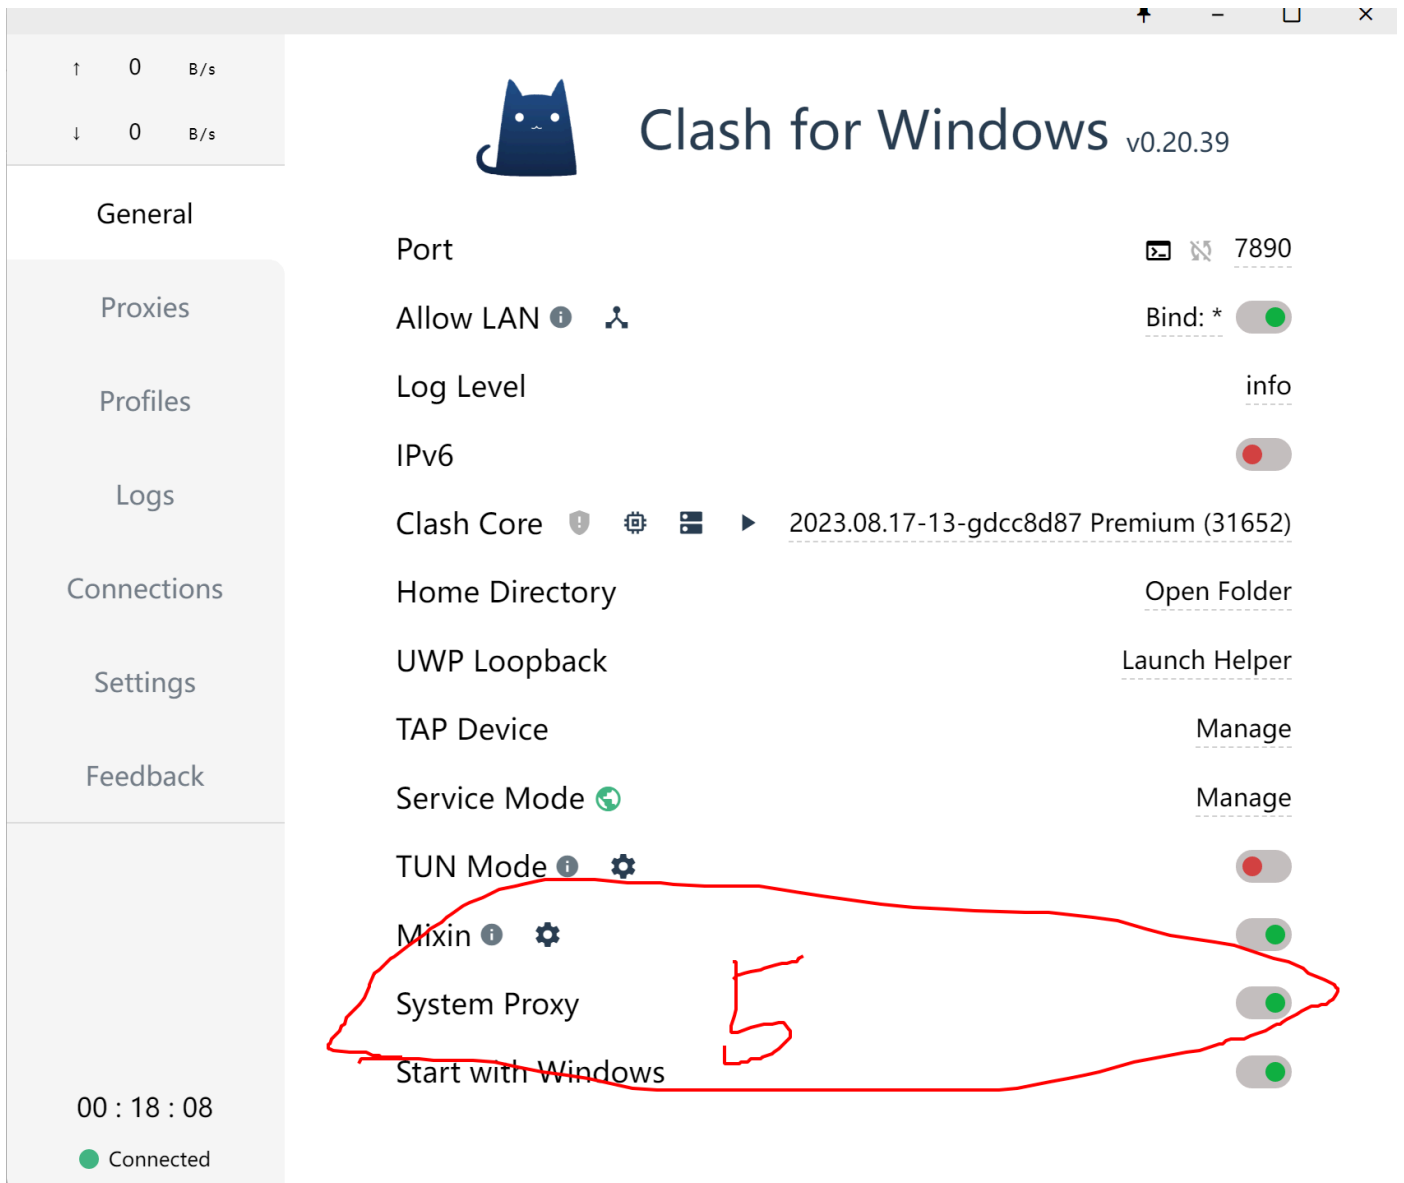 ↑ 0 B/s
↓ 0 B/s
General
Proxies
Profiles
Logs
Connections
Settings
Feedback
00 : 18 : 08
Connected
Clash for Windows v0.20.39
Port 7890
Allow LAN Bind: *
Log Level info
IPv6
Clash Core 2023.08.17-13-gdcc8d87 Premium (31652)
Home Directory Open Folder
UWP Loopback Launch Helper
TAP Device Manage
Service Mode Manage
TUN Mode
Mixin
System Proxy
5
Start with Windows